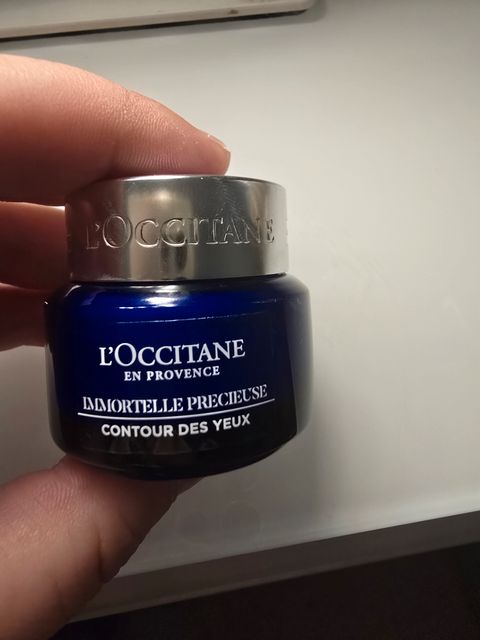 L'OCCITANE
L'OCCITANE
EN PROVENCE
IMMORTELLE PRECIEUSE
CONTOUR DES YEUX